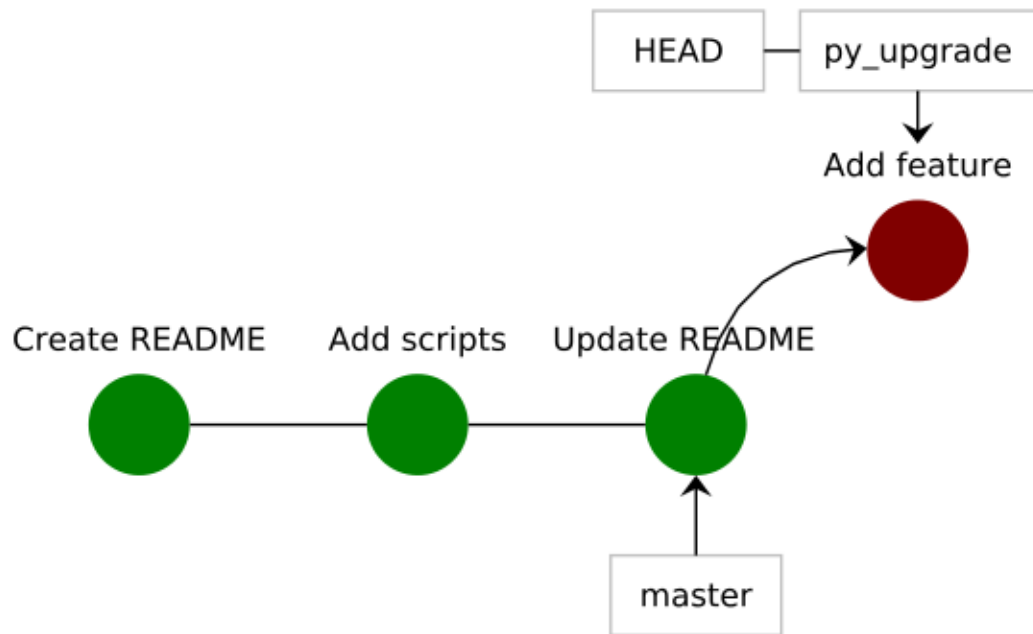 HEAD
py_upgrade
Add feature
Create README
Add scripts
Update README
master